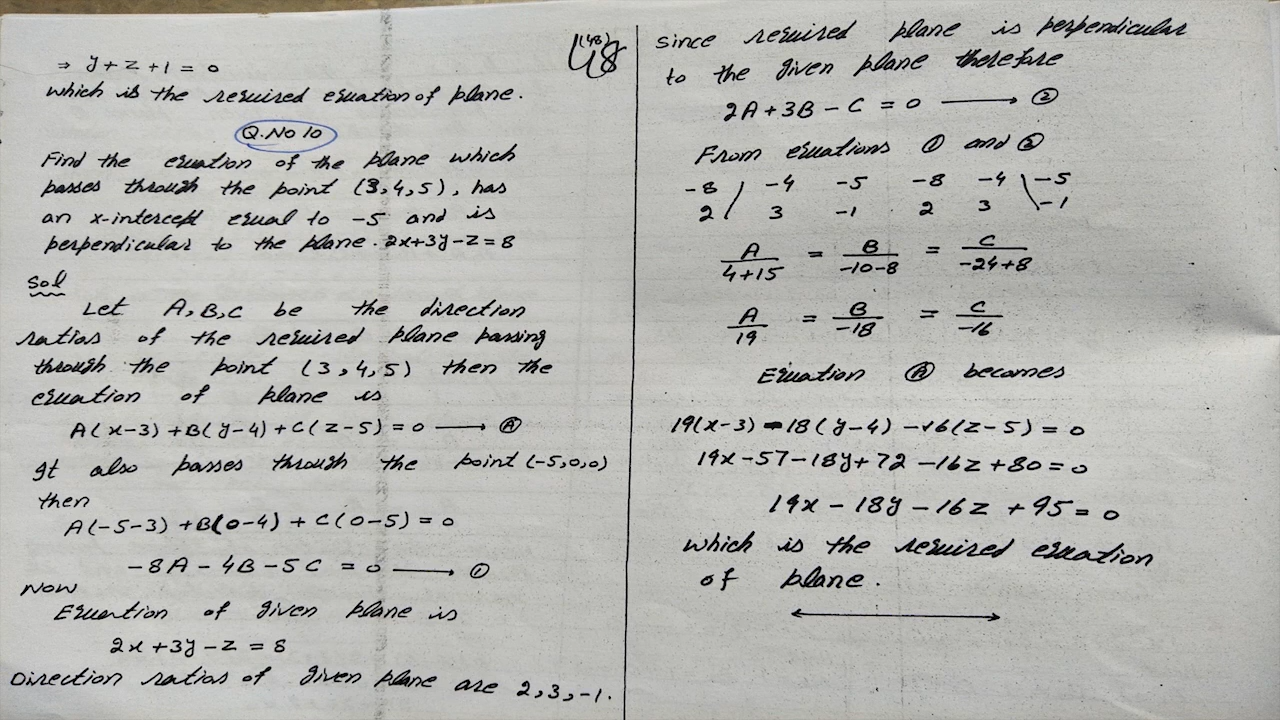 ⇒ y+z+1=0
which is the required equation of plane.
Q.No 10
Find the equation of the plane which
passes through the point (3,4,5), has
an x-intercept equal to -5 and is
perpendicular to the plane. 2x+3y-z=8
Sol
Let A,B,C be the direction
ratios of the required plane passing
through the point (3,4,5) then the
equation of plane is
A(x-3)+B(y-4)+C(z-5)=0 → Ⓐ
It also passes through the point (-5,0,0)
then
A(-5-3)+B(0-4)+C(0-5)=0
-8A-4B-5C=0 → ①
Now
Equation of given plane is
2x+3y-z=8
Direction ratios of given plane are 2,3,-1.
(48)
48
since required plane is perpendicular
to the given plane therefore
2A+3B-C=0 → ②
From equations ① and ②
-8 / -4 -5 -8 -4 \ -5
2 / 3 -1 2 3 \ -1
A/(4+15) = B/(-10-8) = C/(-24+8)
A/19 = B/-18 = C/-16
Equation Ⓐ becomes
19(x-3)-18(y-4)-16(z-5)=0
19x-57-18y+72-16z+80=0
19x-18y-16z+95=0
which is the required equation
of plane.